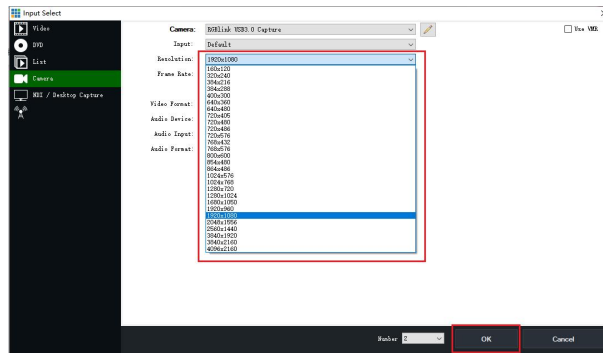 Input Select
Video
DVD
List
Camera
NDI / Desktop Capture
Camera: RGBlink USB3.0 Capture
Use VMR
Input: Default
Resolution: 1920x1080
160x120
320x240
384x216
384x288
400x300
640x360
640x480
720x405
720x480
720x486
720x576
768x432
768x576
800x600
854x480
864x486
1024x576
1024x768
1280x720
1280x1024
1680x1050
1920x960
1920x1080
2048x1556
2560x1440
3840x1920
3840x2160
4096x2160
Frame Rate:
Video Format:
Audio Device:
Audio Input:
Audio Format:
Number 2
OK
Cancel